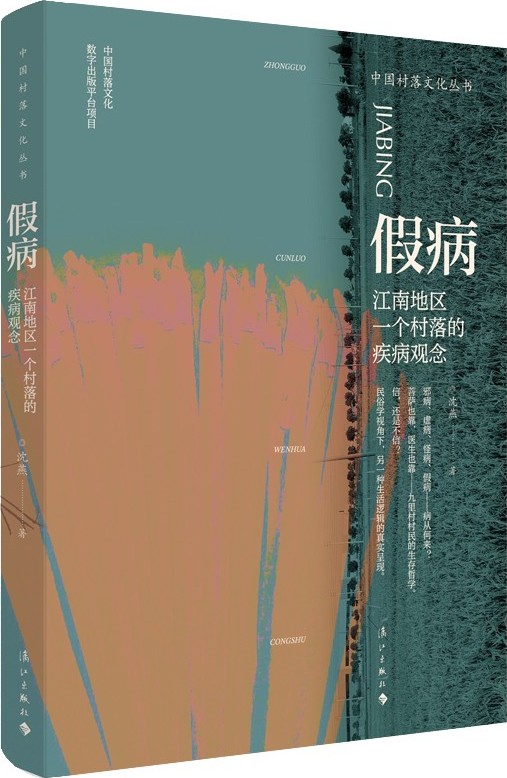 中国村落文化丛书
假病
江南地区一个村落的
疾病观念
沈燕
著
漓江出版社
中国村落文化
数字出版平台项目
ZHONGGUO
CUNLUO
WENHUA
CONGSHU
中国村落文化丛书
JIABING
假病
江南地区
一个村落的
疾病观念
沈燕
著
邪病、虚病、怪病、假病——病从何来？
菩萨也靠，医生也靠——九里村村民的生存哲学。
信，还是不信？
民俗学视角下，另一种生活逻辑的真实呈现。
漓江出版社